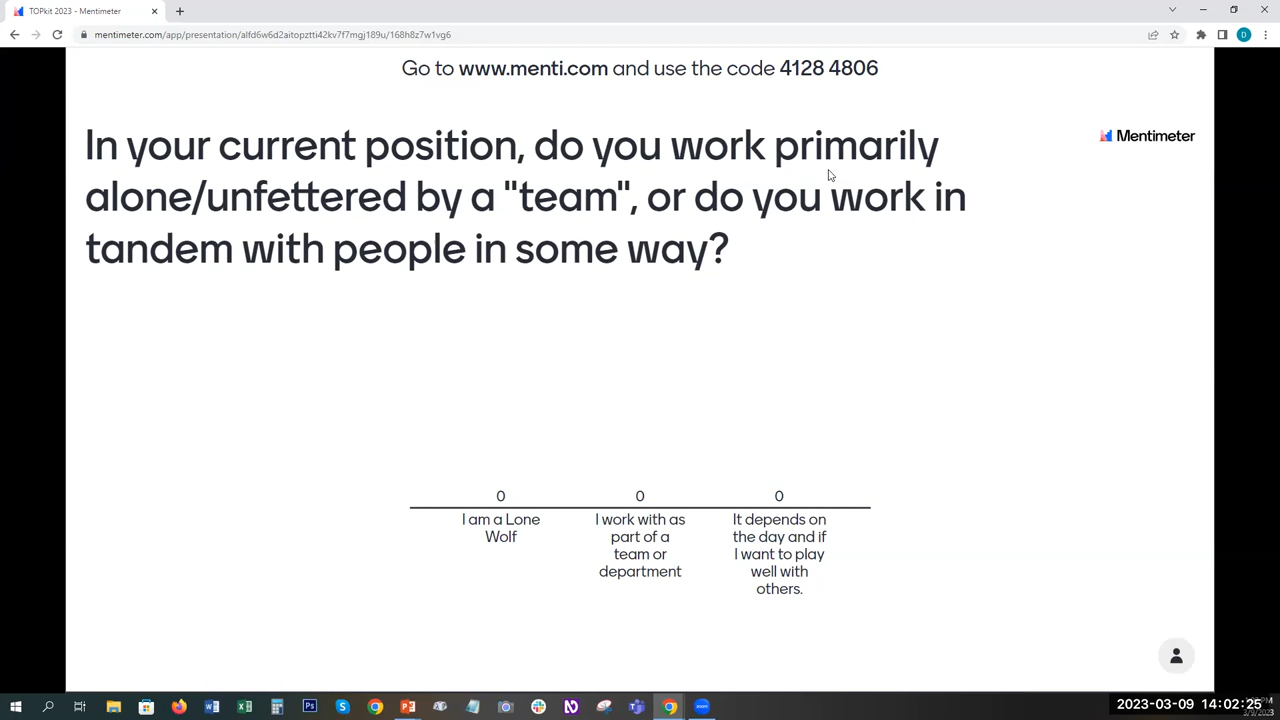 TOPkit 2023 - Mentimeter
mentimeter.com/app/presentation/alfd6w6d2aitopztti42kv7f7mgj189u/168h8z7w1vg6
D
Go to www.menti.com and use the code 4128 4806
In your current position, do you work primarily
alone/unfettered by a "team", or do you work in
tandem with people in some way?
Mentimeter
0
0
0
I am a Lone
Wolf
I work with as
part of a
team or
department
It depends on
the day and if
I want to play
well with
others.
2023-03-09 14:02:25